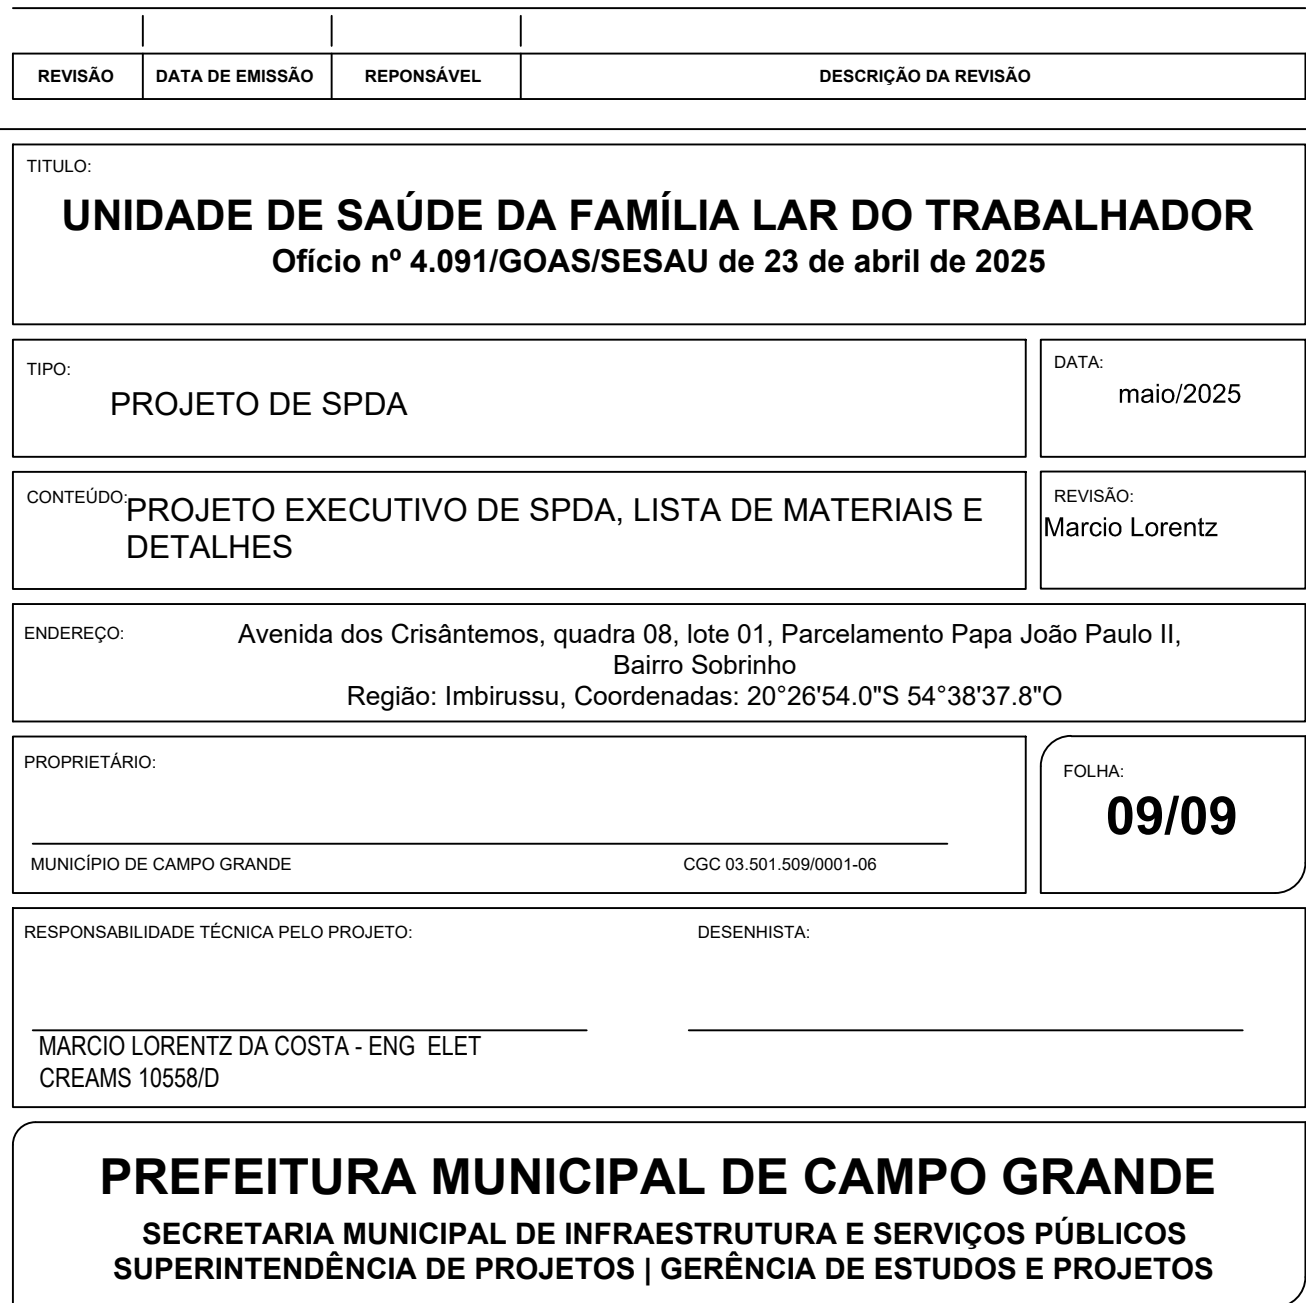 REVISÃO DATA DE EMISSÃO REPONSÁVEL DESCRIÇÃO DA REVISÃO
TITULO:
UNIDADE DE SAÚDE DA FAMÍLIA LAR DO TRABALHADOR
Ofício nº 4.091/GOAS/SESAU de 23 de abril de 2025
TIPO:
PROJETO DE SPDA
DATA:
maio/2025
CONTEÚDO:
PROJETO EXECUTIVO DE SPDA, LISTA DE MATERIAIS E
DETALHES
REVISÃO:
Marcio Lorentz
ENDEREÇO:
Avenida dos Crisântemos, quadra 08, lote 01, Parcelamento Papa João Paulo II,
Bairro Sobrinho
Região: Imbirussu, Coordenadas: 20°26'54.0"S 54°38'37.8"O
PROPRIETÁRIO:
MUNICÍPIO DE CAMPO GRANDE CGC 03.501.509/0001-06
FOLHA:
09/09
RESPONSABILIDADE TÉCNICA PELO PROJETO:
MARCIO LORENTZ DA COSTA - ENG ELET
CREAMS 10558/D
DESENHISTA:
PREFEITURA MUNICIPAL DE CAMPO GRANDE
SECRETARIA MUNICIPAL DE INFRAESTRUTURA E SERVIÇOS PÚBLICOS
SUPERINTENDÊNCIA DE PROJETOS | GERÊNCIA DE ESTUDOS E PROJETOS